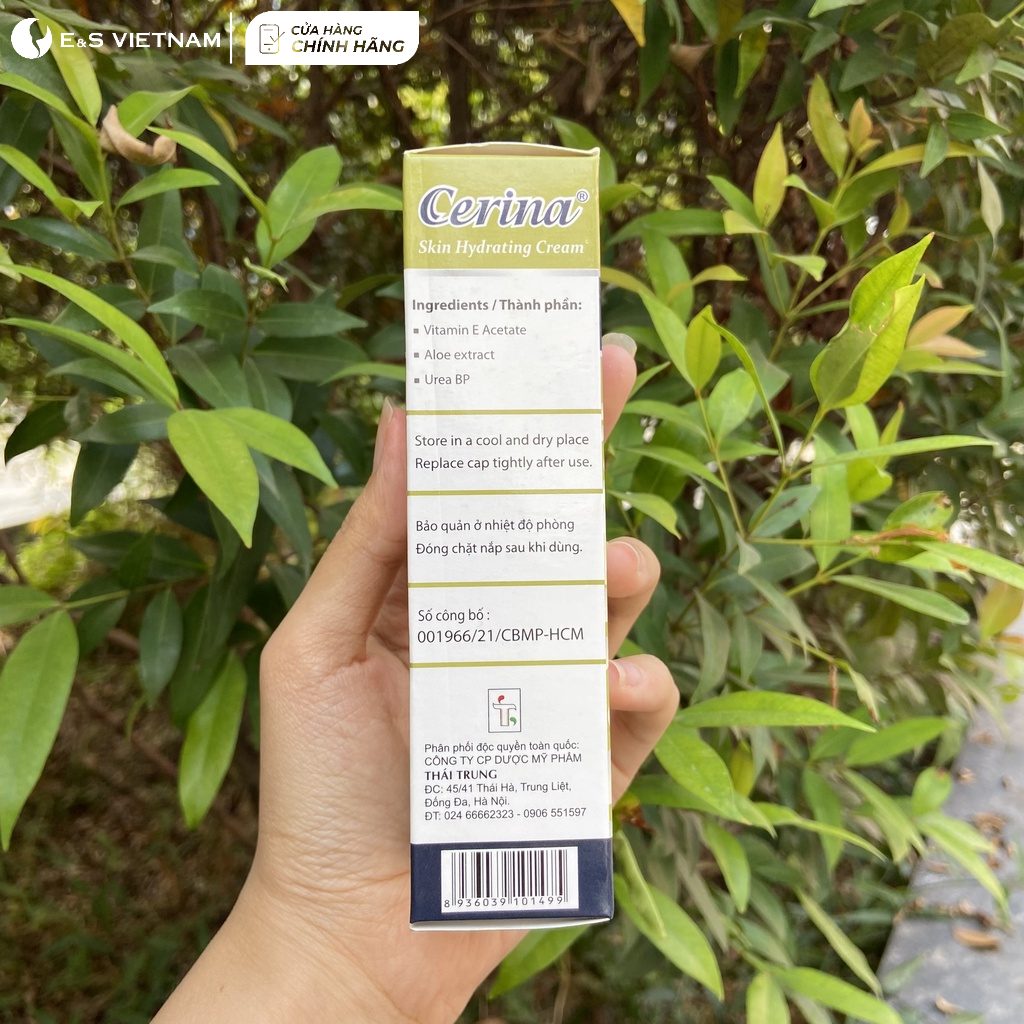 E&S VIETNAM
CỬA HÀNG
CHÍNH HÃNG
Cerina®
Skin Hydrating Cream
Ingredients / Thành phần:
▪ Vitamin E Acetate
▪ Aloe extract
▪ Urea BP
Store in a cool and dry place
Replace cap tightly after use.
Bảo quản ở nhiệt độ phòng
Đóng chặt nắp sau khi dùng.
Số công bố :
001966/21/CBMP-HCM
Phân phối độc quyền toàn quốc:
CÔNG TY CP DƯỢC MỸ PHẨM
THÁI TRUNG
ĐC: 45/41 Thái Hà, Trung Liệt,
Đống Đa, Hà Nội.
ĐT: 024 66662323 - 0906 551597
8 936039 101499